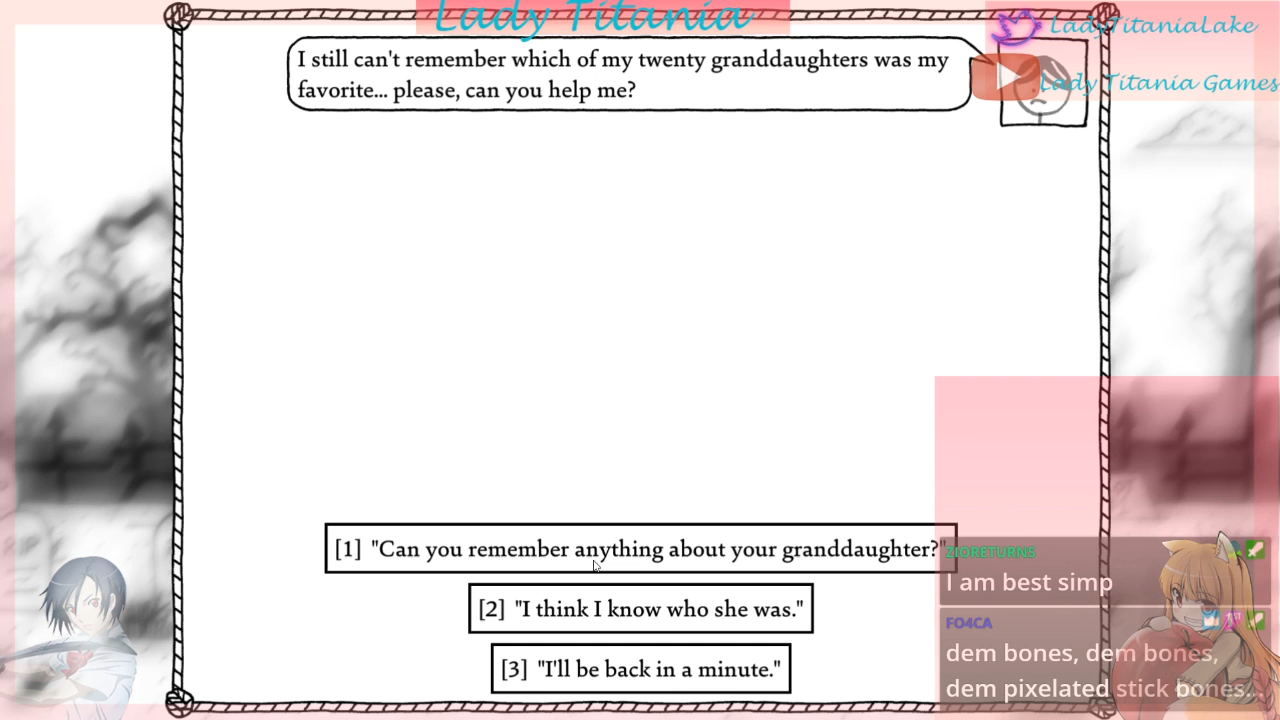 Lady Titania
LadyTitaniaLake
Lady Titania Games
I still can't remember which of my twenty granddaughters was my
favorite... please, can you help me?
[1] "Can you remember anything about your granddaughter?"
[2] "I think I know who she was."
[3] "I'll be back in a minute."
ZIORETURNS
I am best simp
FO4CA
dem bones, dem bones,
dem pixelated stick bones...